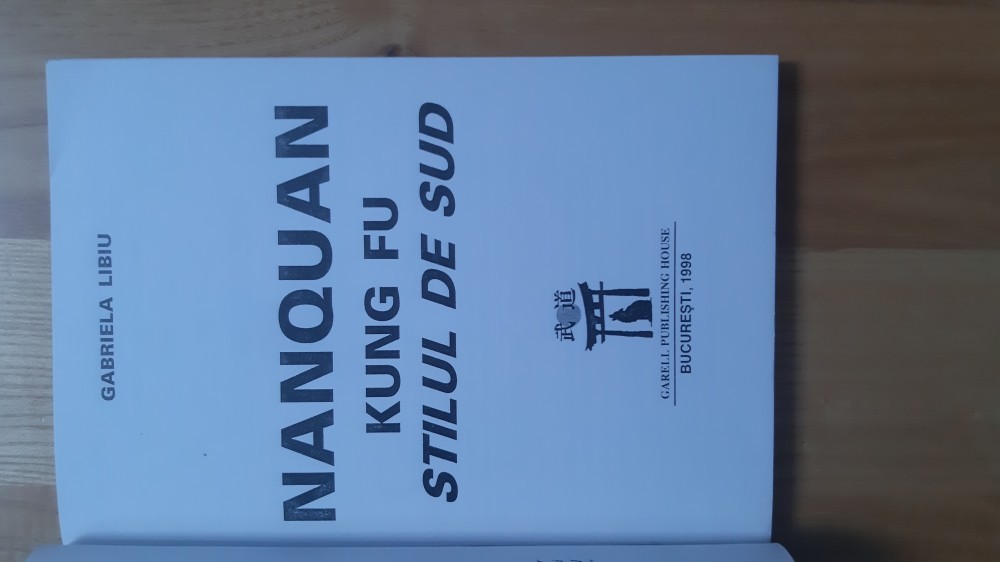 GABRIELA LIBIU
NANQUAN
KUNG FU
STILUL DE SUD
武道
GARELL PUBLISHING HOUSE
BUCUREŞTI, 1998